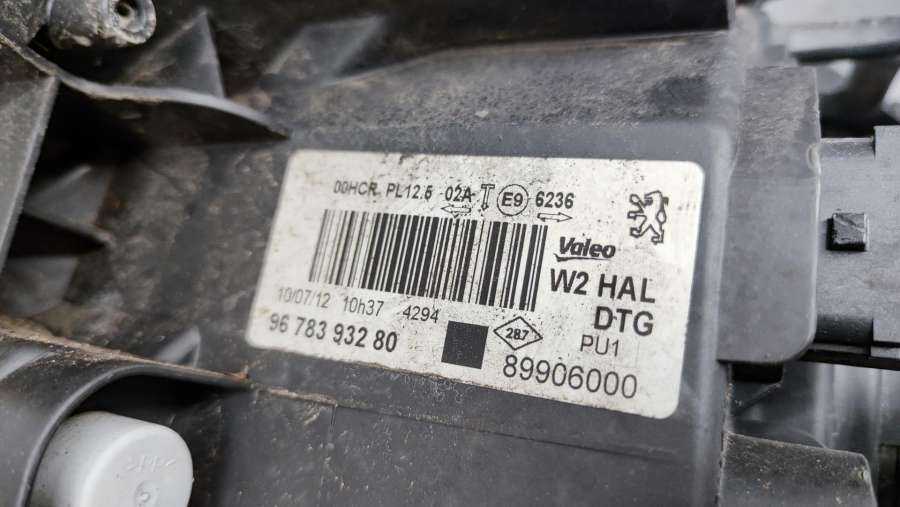 00HCR PL12.5 02A E9 6236
Valeo
W2 HAL
10/07/12 10h37 4294
DTG
96 783 932 80
287
PU1
89906000